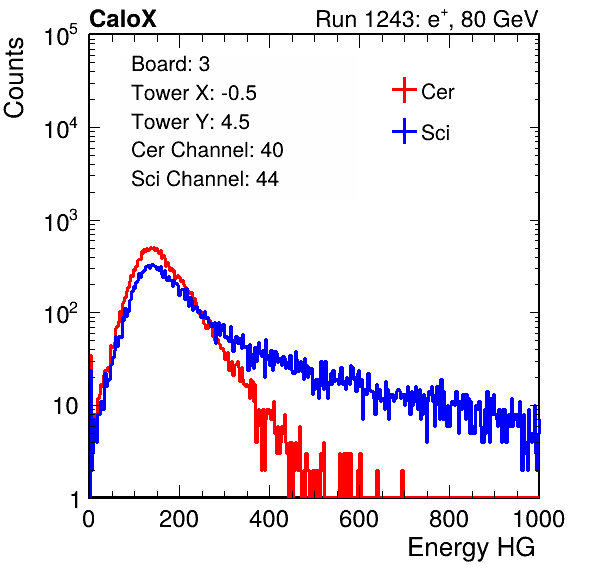 CaloX Run 1243: e⁺, 80 GeV
Counts
10⁵
10⁴
10³
10²
10
1
Board: 3
Tower X: -0.5
Tower Y: 4.5
Cer Channel: 40
Sci Channel: 44
Cer
Sci
0 200 400 600 800 1000
Energy HG